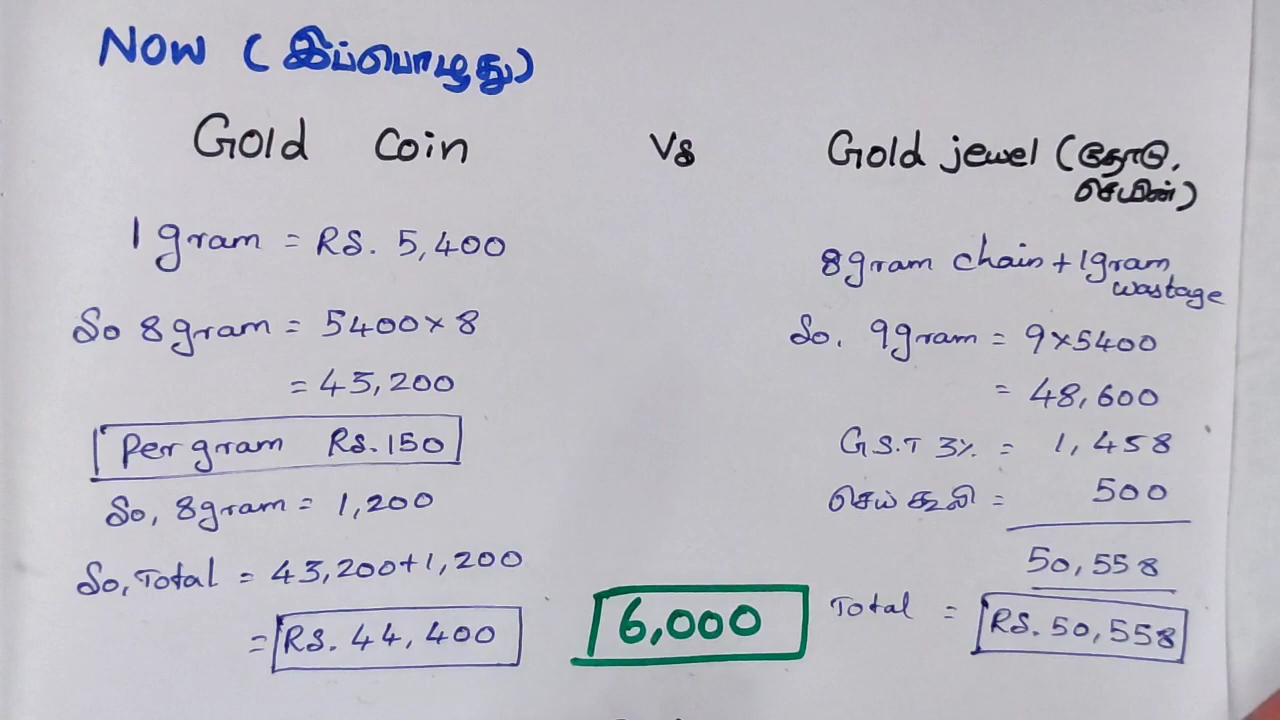 Now (இப்பொழுது)
Gold coin Vs Gold jewel (தோடு,
செயின்)
1 gram = RS. 5,400
So 8 gram = 5400 x 8
= 43,200
Per gram Rs. 150
So, 8 gram = 1,200
So, Total = 43,200 + 1,200
= RS. 44,400
6,000
8 gram chain + 1 gram
wastage
So, 9 gram = 9 x 5400
= 48,600
G.S.T 3% = 1,458
செய் கூலி = 500
50,558
Total = RS. 50,558